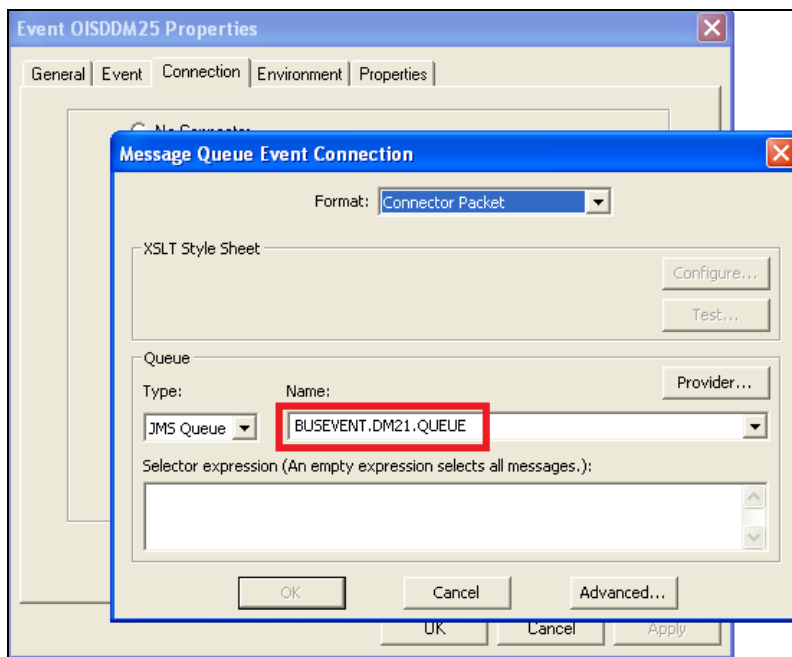 Event OISDDM25 Properties
General Event Connection Environment Properties
Message Queue Event Connection
Format: Connector Packet
XSLT Style Sheet
Configure...
Test...
Queue
Provider...
Type: Name:
JMS Queue BUSEVENT.DM21.QUEUE
Selector expression (An empty expression selects all messages.):
OK Cancel Advanced...
OK Cancel Apply